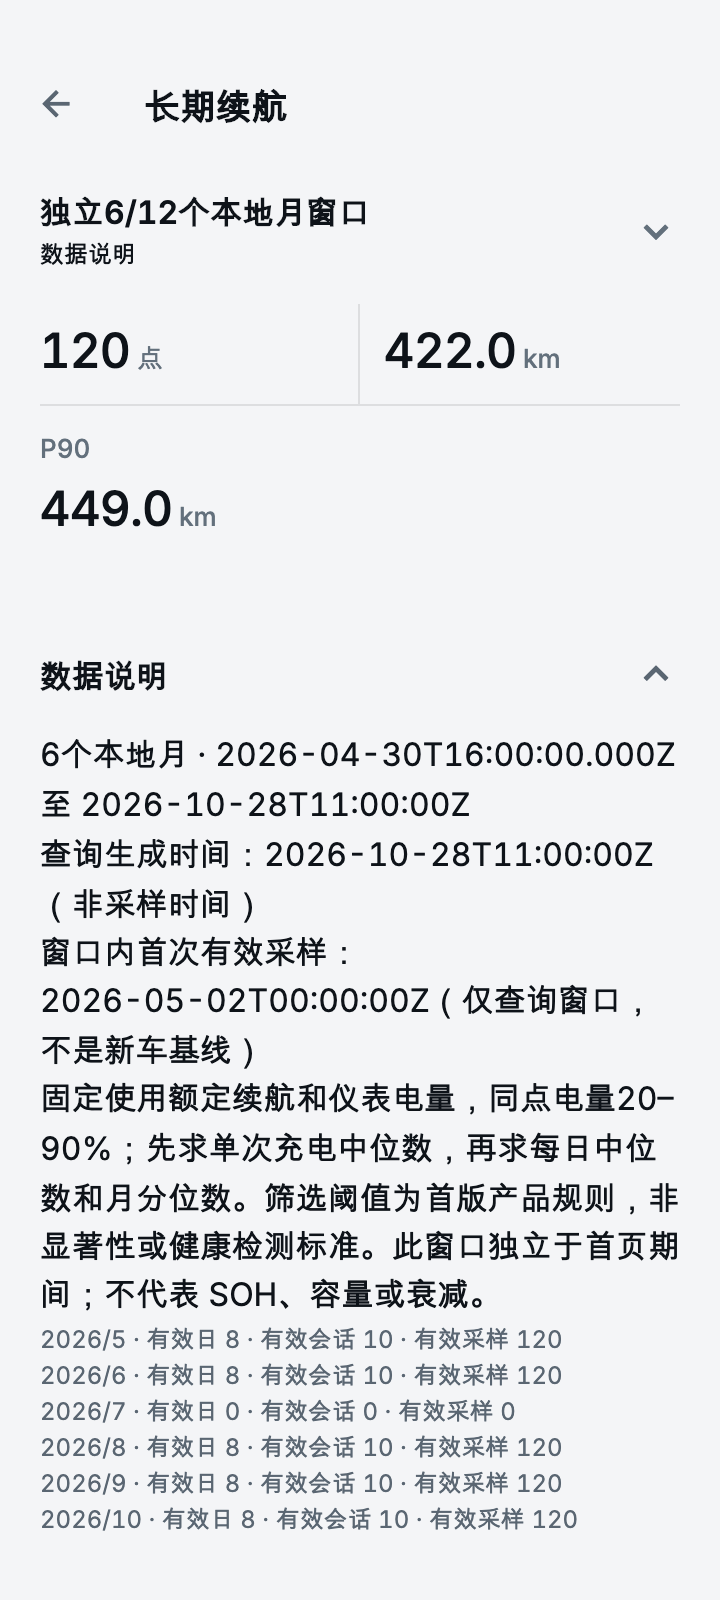 长期续航
独立6/12个本地月窗口
数据说明
120 点
422.0 km
P90
449.0 km
数据说明
6个本地月 · 2026-04-30T16:00:00.000Z
至 2026-10-28T11:00:00Z
查询生成时间：2026-10-28T11:00:00Z
（非采样时间）
窗口内首次有效采样：
2026-05-02T00:00:00Z（仅查询窗口，
不是新车基线）
固定使用额定续航和仪表电量，同点电量20–
90%；先求单次充电中位数，再求每日中位
数和月分位数。筛选阈值为首版产品规则，非
显著性或健康检测标准。此窗口独立于首页期
间；不代表 SOH、容量或衰减。
2026/5 · 有效日 8 · 有效会话 10 · 有效采样 120
2026/6 · 有效日 8 · 有效会话 10 · 有效采样 120
2026/7 · 有效日 0 · 有效会话 0 · 有效采样 0
2026/8 · 有效日 8 · 有效会话 10 · 有效采样 120
2026/9 · 有效日 8 · 有效会话 10 · 有效采样 120
2026/10 · 有效日 8 · 有效会话 10 · 有效采样 120